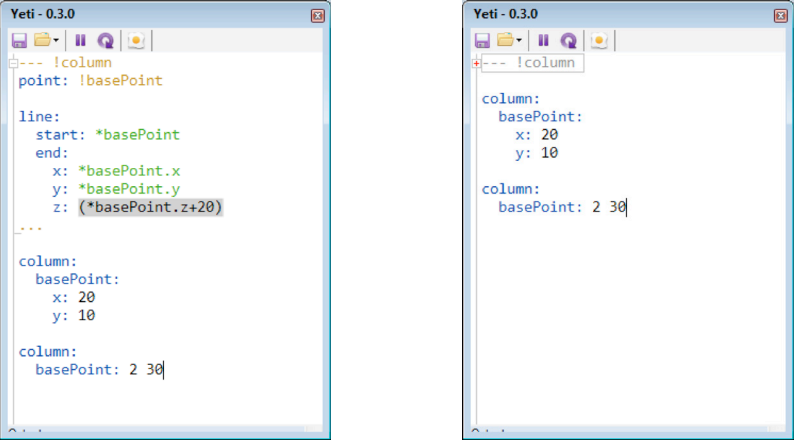 Yeti - 0.3.0
--- !column
point: !basePoint
line:
start: *basePoint
end:
x: *basePoint.x
y: *basePoint.y
z: (*basePoint.z+20)
...
column:
basePoint:
x: 20
y: 10
column:
basePoint: 2 30
Yeti - 0.3.0
--- !column
column:
basePoint:
x: 20
y: 10
column:
basePoint: 2 30